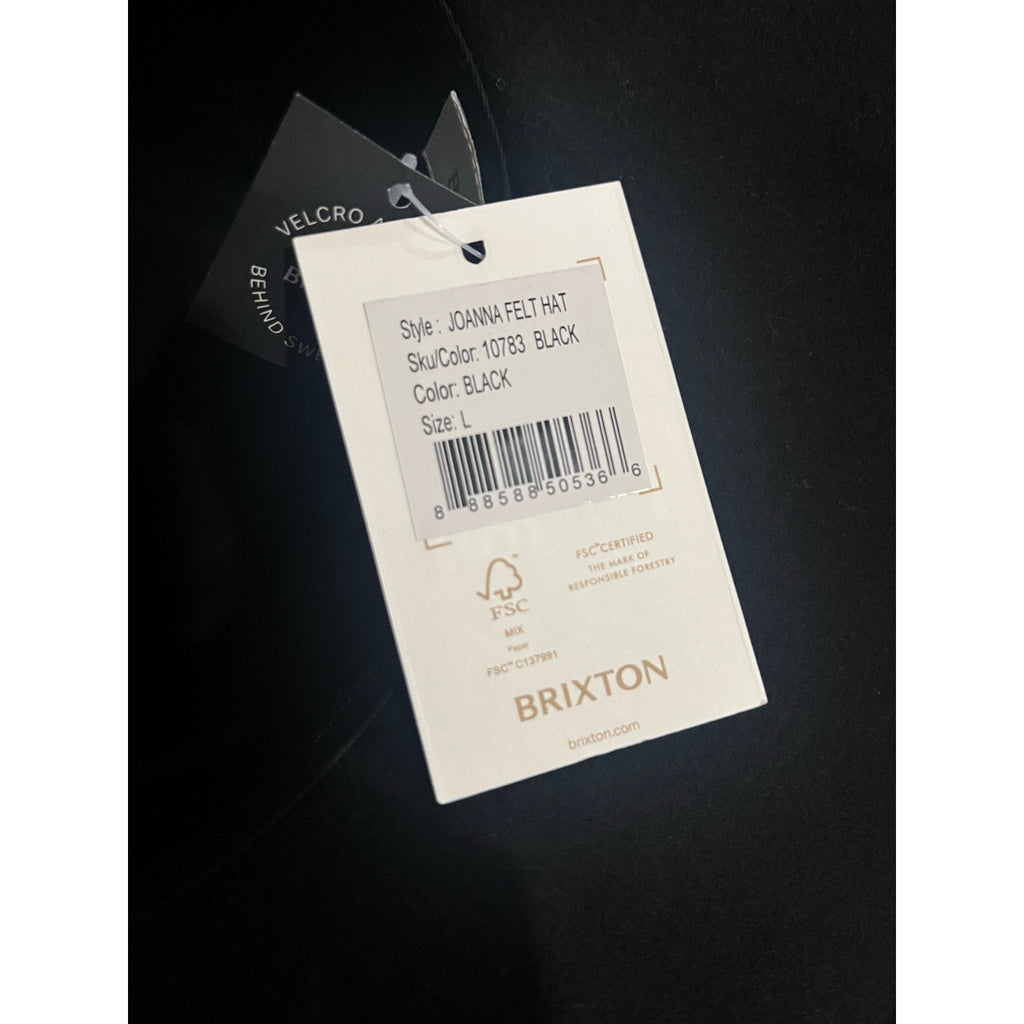 VELCRO
BEHIND
Style : JOANNA FELT HAT
Sku/Color: 10783 BLACK
Color: BLACK
Size: L
8 88588 50536 6
FSC™ CERTIFIED
THE MARK OF
RESPONSIBLE FORESTRY
FSC
MIX
Paper
FSC™ C137991
BRIXTON
brixton.com